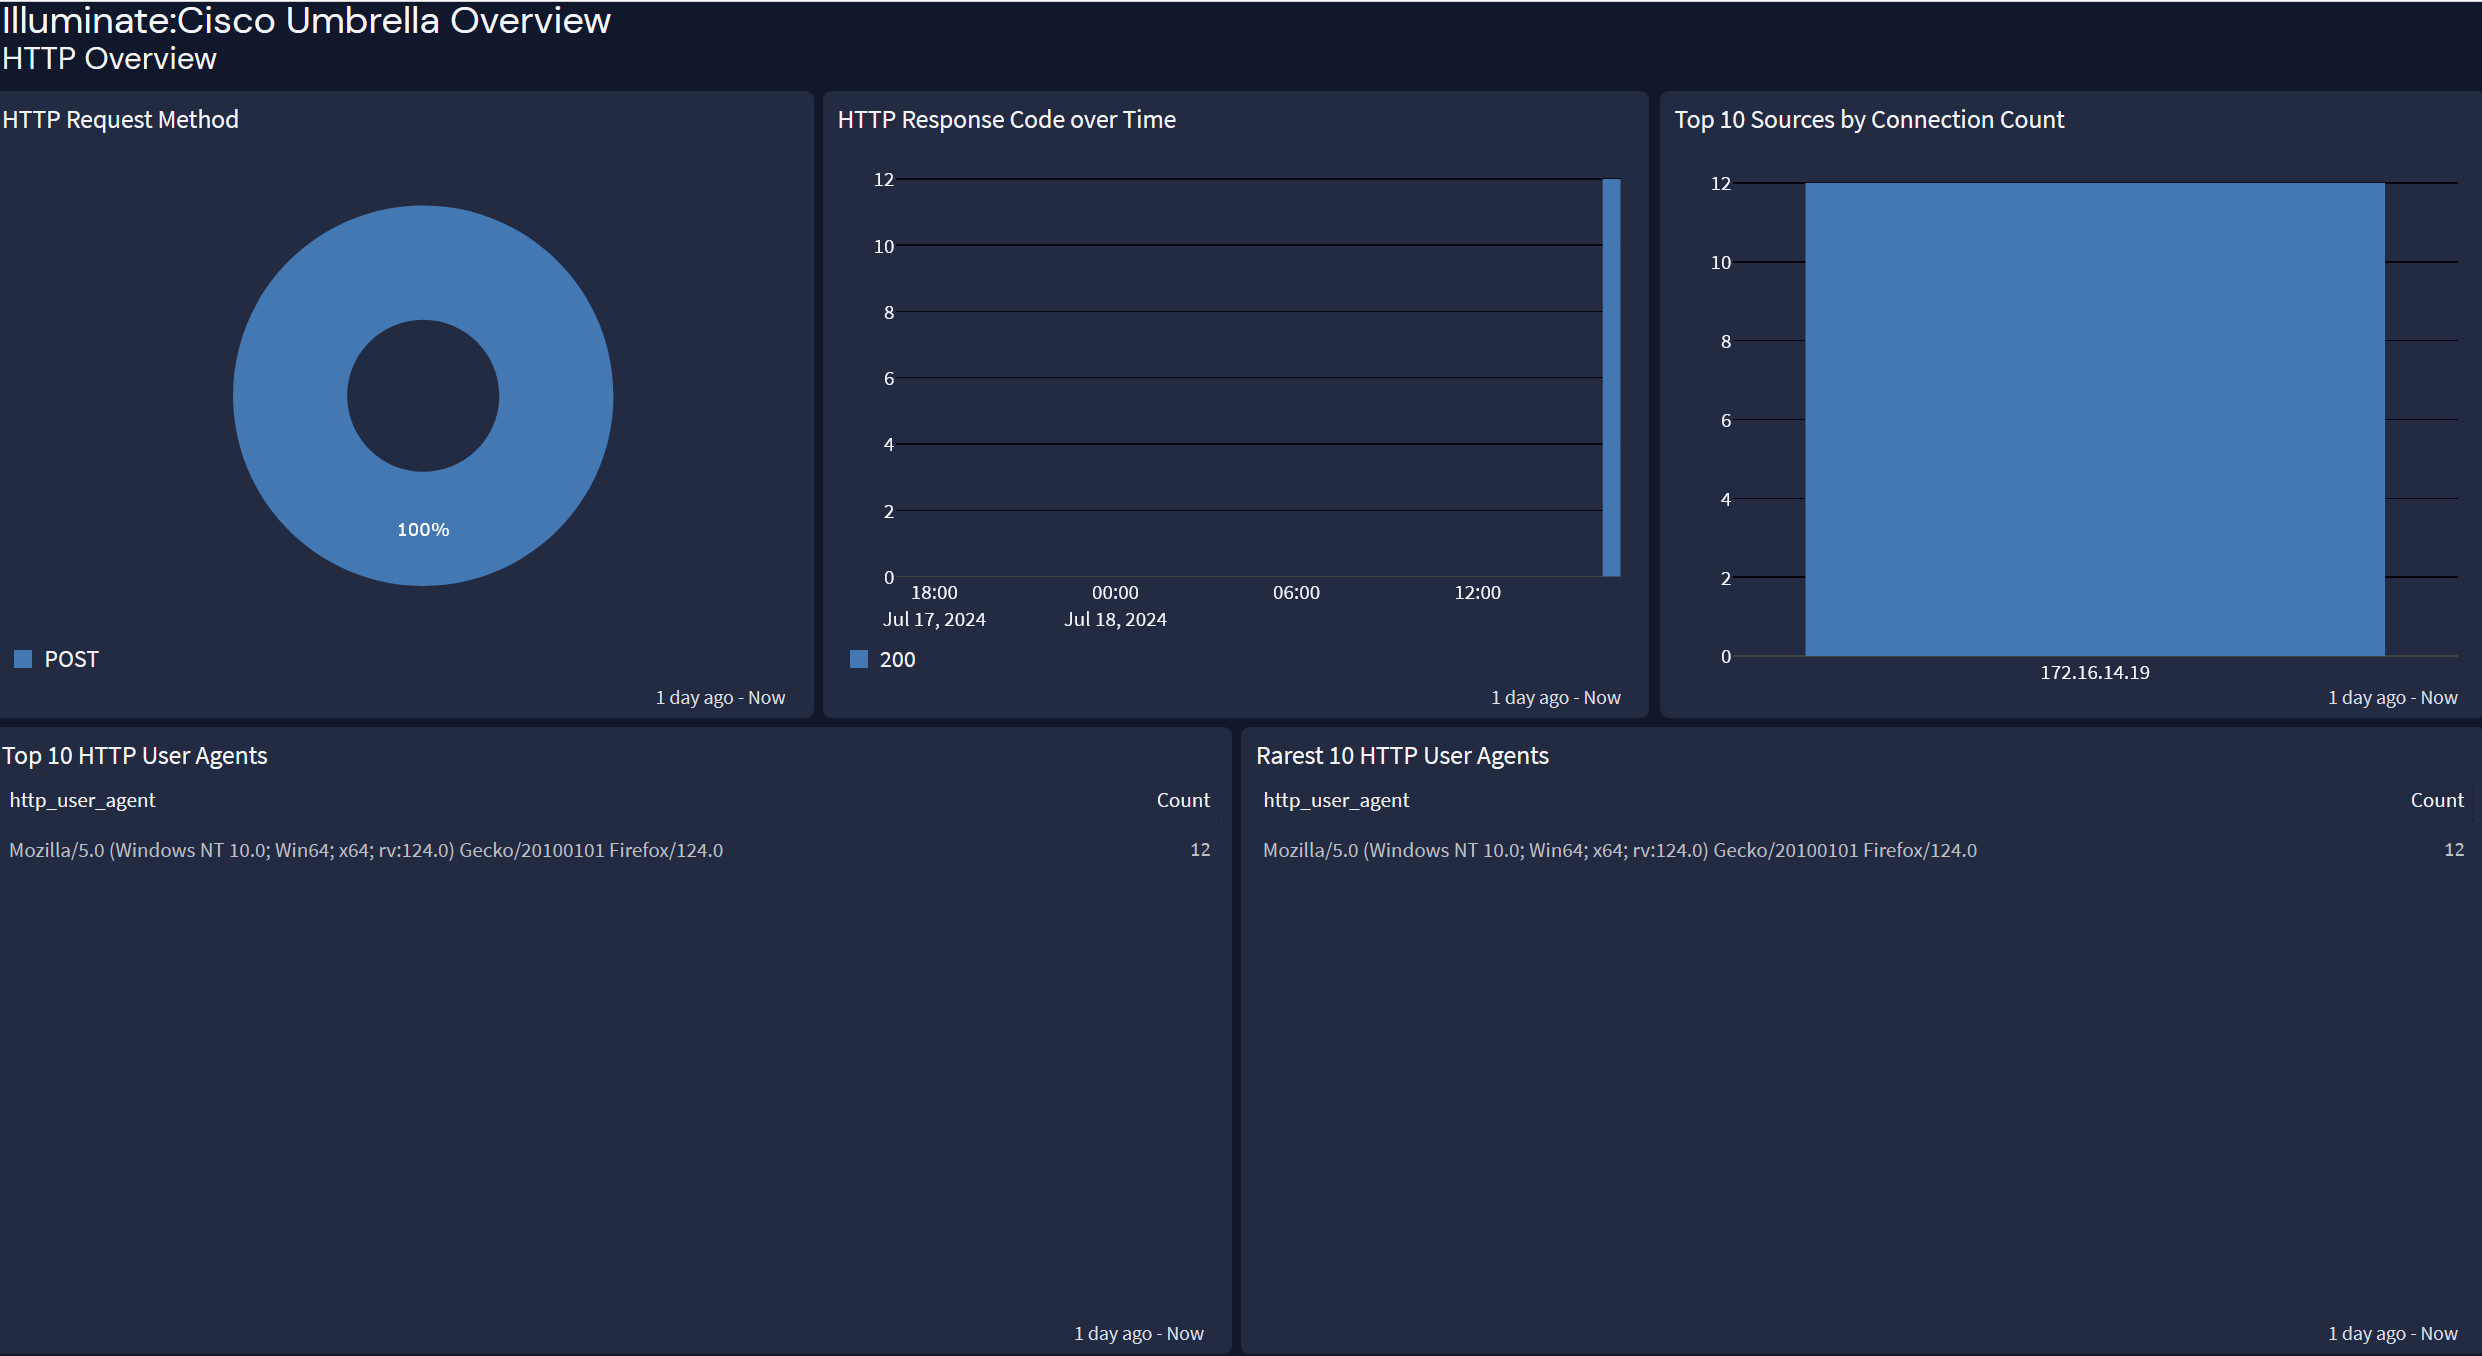 Illuminate:Cisco Umbrella Overview
HTTP Overview
HTTP Request Method
100%
POST
1 day ago - Now
HTTP Response Code over Time
12
10
8
6
4
2
0
18:00 00:00 06:00 12:00
Jul 17, 2024 Jul 18, 2024
200
1 day ago - Now
Top 10 Sources by Connection Count
12
10
8
6
4
2
0
172.16.14.19
1 day ago - Now
Top 10 HTTP User Agents
http_user_agent Count
Mozilla/5.0 (Windows NT 10.0; Win64; x64; rv:124.0) Gecko/20100101 Firefox/124.0 12
1 day ago - Now
Rarest 10 HTTP User Agents
http_user_agent Count
Mozilla/5.0 (Windows NT 10.0; Win64; x64; rv:124.0) Gecko/20100101 Firefox/124.0 12
1 day ago - Now